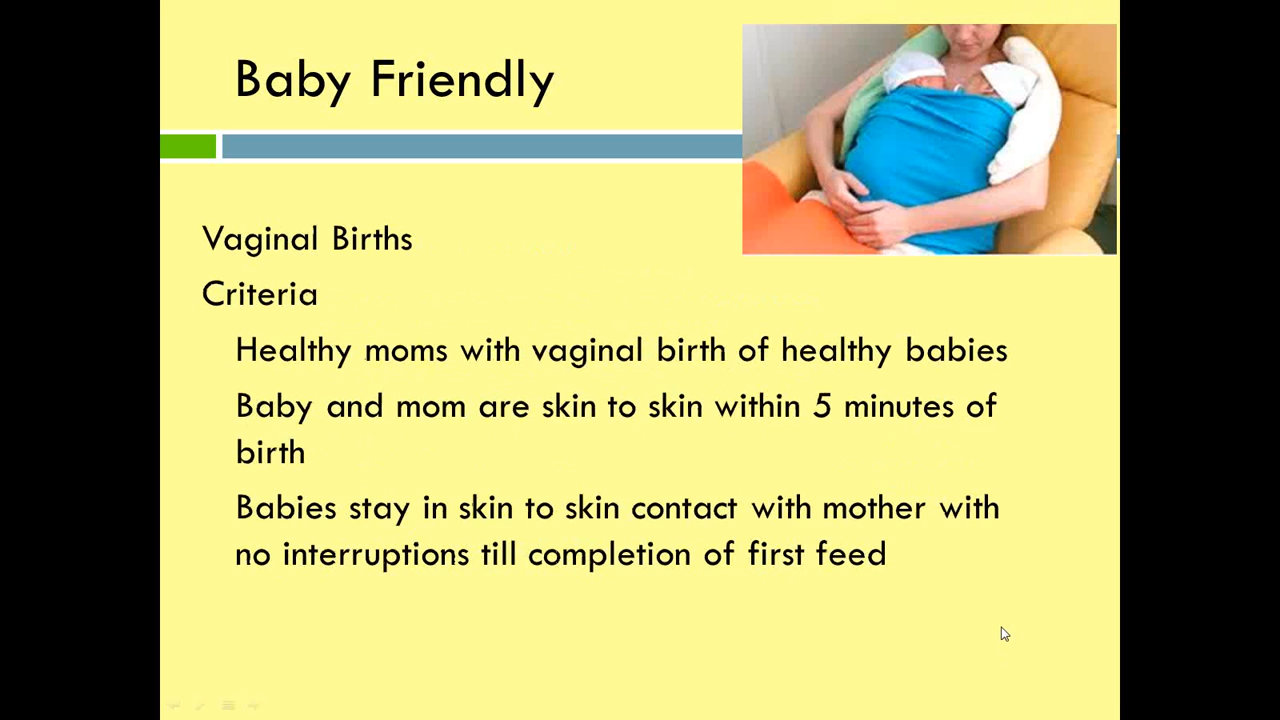 Baby Friendly
Vaginal Births
Criteria
Healthy moms with vaginal birth of healthy babies
Baby and mom are skin to skin within 5 minutes of
birth
Babies stay in skin to skin contact with mother with
no interruptions till completion of first feed